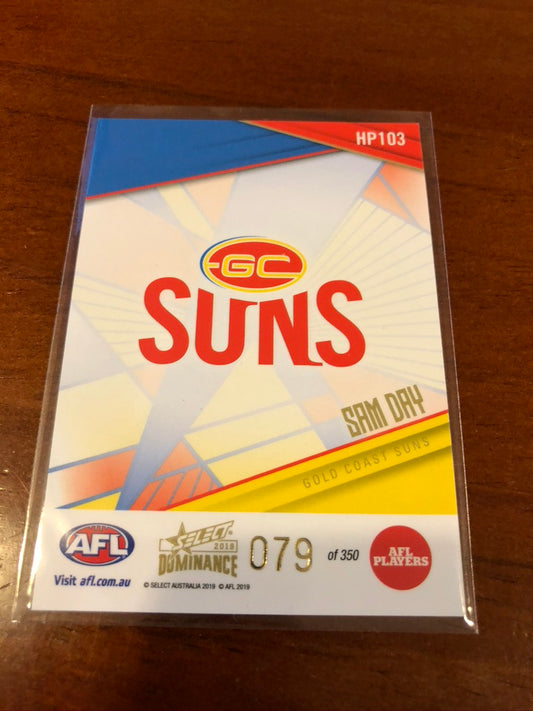 HP103
GC
SUNS
SAM DAY
GOLD COAST SUNS
AFL
Visit afl.com.au
SELECT
2018
DOMINANCE
© SELECT AUSTRALIA 2019 © AFL 2019
079 of 350
AFL
PLAYERS